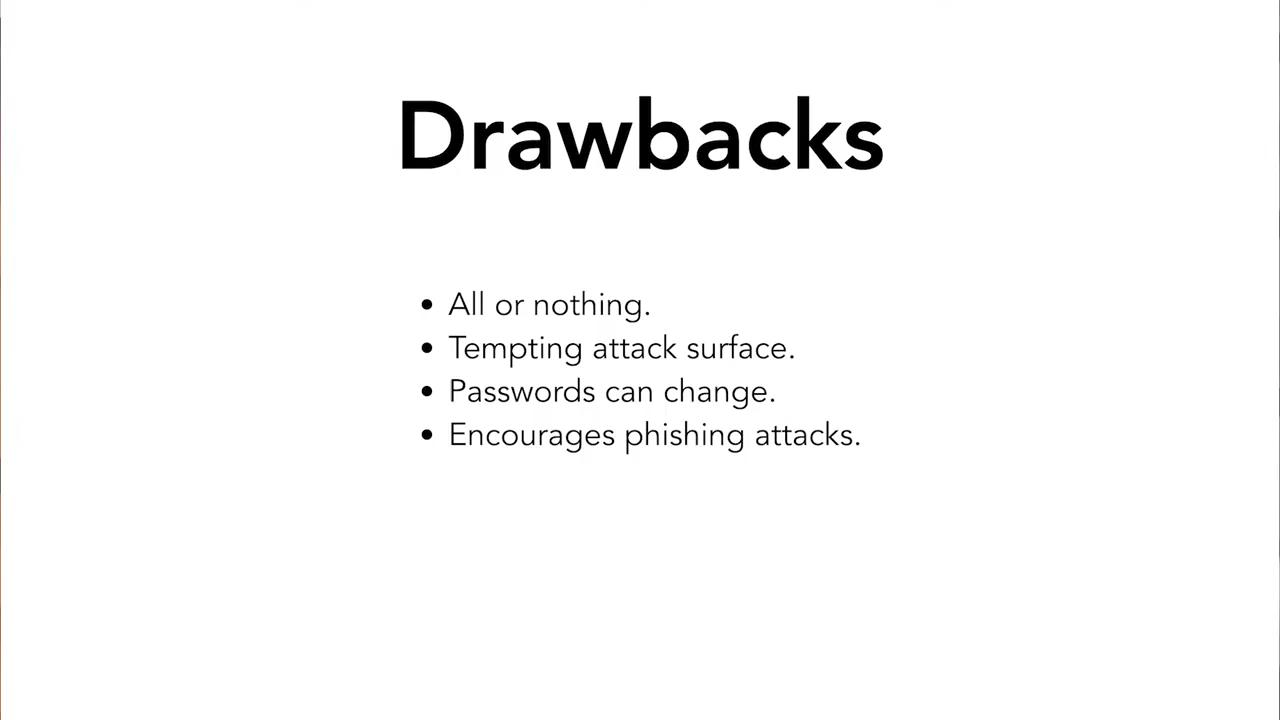 Drawbacks
• All or nothing.
• Tempting attack surface.
• Passwords can change.
• Encourages phishing attacks.